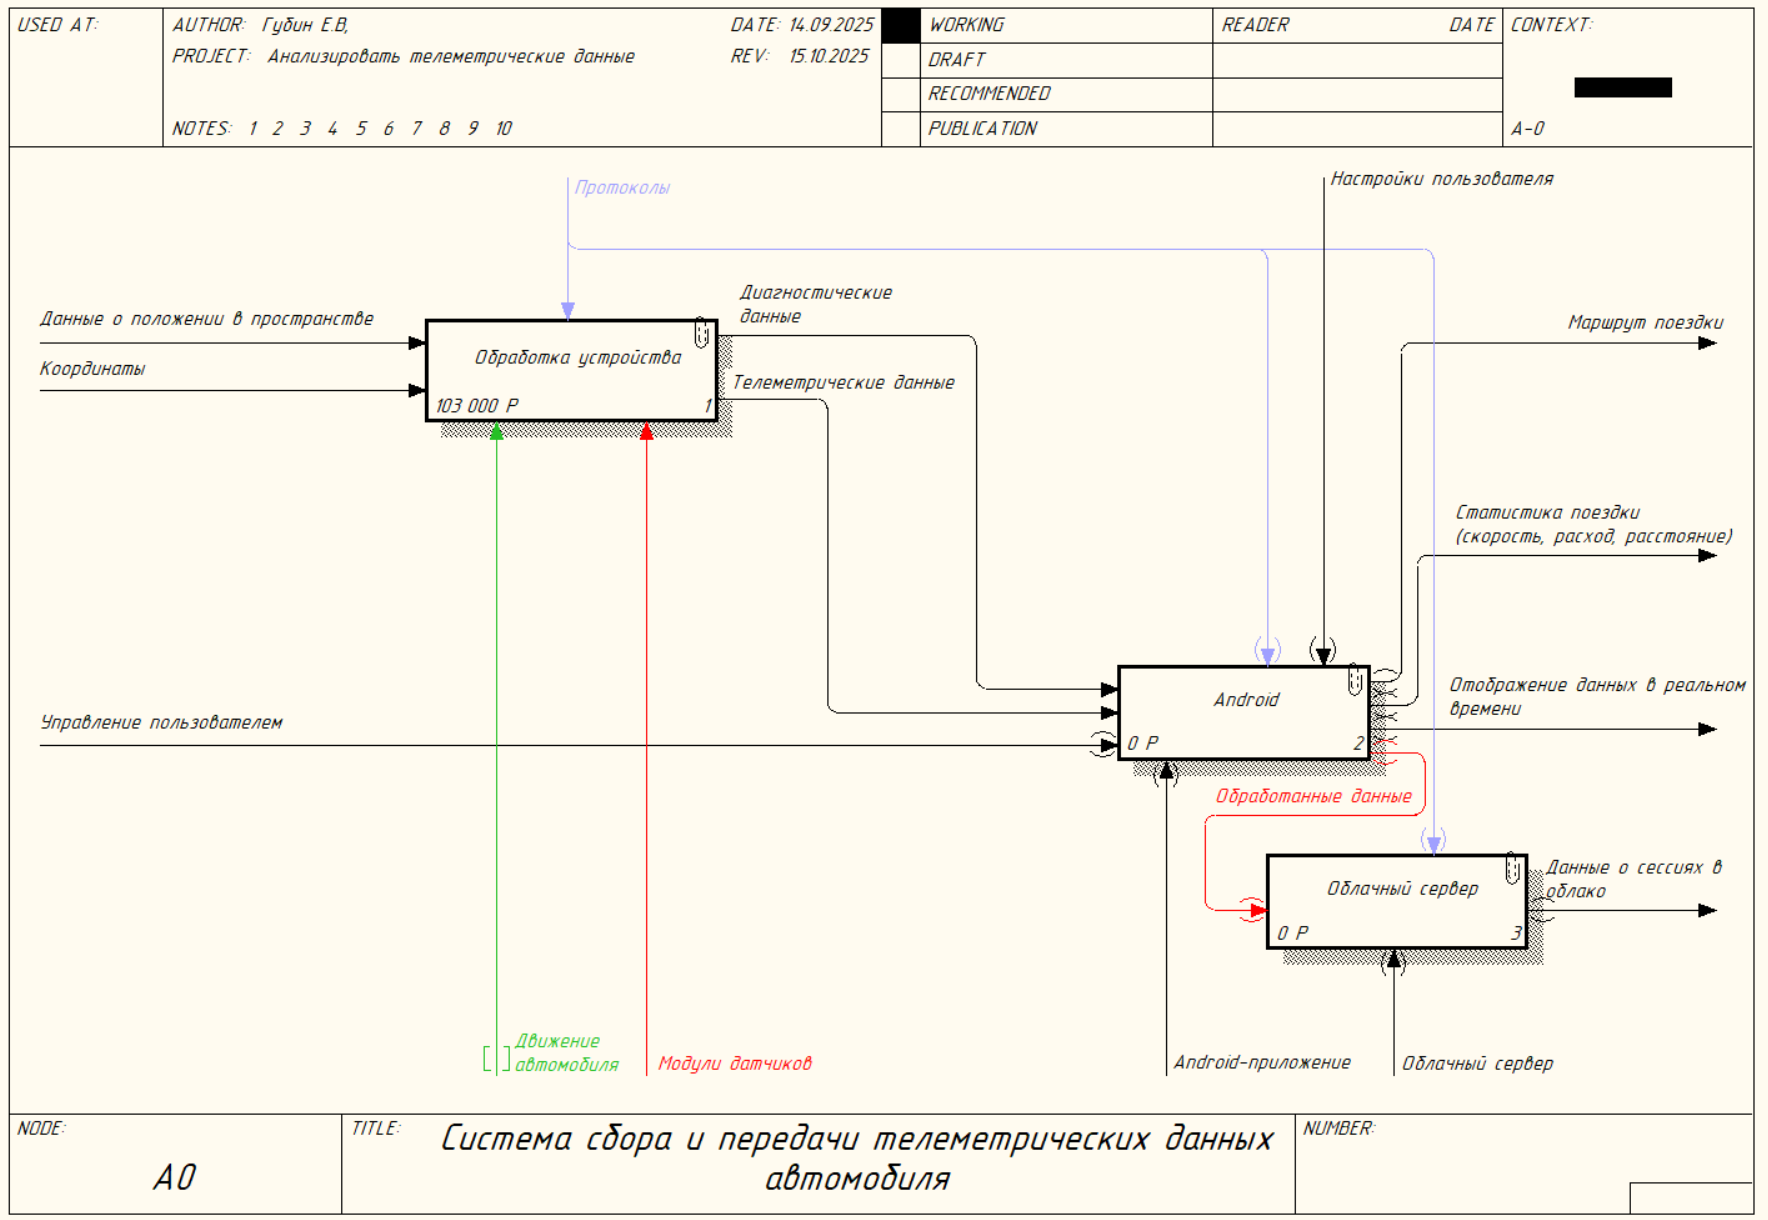 USED AT:
AUTHOR: Губин Е.В,
DATE: 14.09.2025
PROJECT: Анализировать телеметрические данные
REV: 15.10.2025
NOTES: 1 2 3 4 5 6 7 8 9 10
WORKING
DRAFT
RECOMMENDED
PUBLICATION
READER DATE
CONTEXT:
A-0
Протоколы
Настройки пользователя
Диагностические
данные
Данные о положении в пространстве
Координаты
Обработка устройства
103 000 Р 1
Телеметрические данные
Маршрут поездки
Статистика поездки
(скорость, расход, расстояние)
Отображение данных в реальном
времени
Управление пользователем
Android
0 Р 2
Обработанные данные
Облачный сервер
0 Р 3
Данные о сессиях в
облако
Движение
автомобиля
Модули датчиков
Android-приложение
Облачный сервер
NODE:
A0
TITLE:
Система сбора и передачи телеметрических данных
автомобиля
NUMBER: